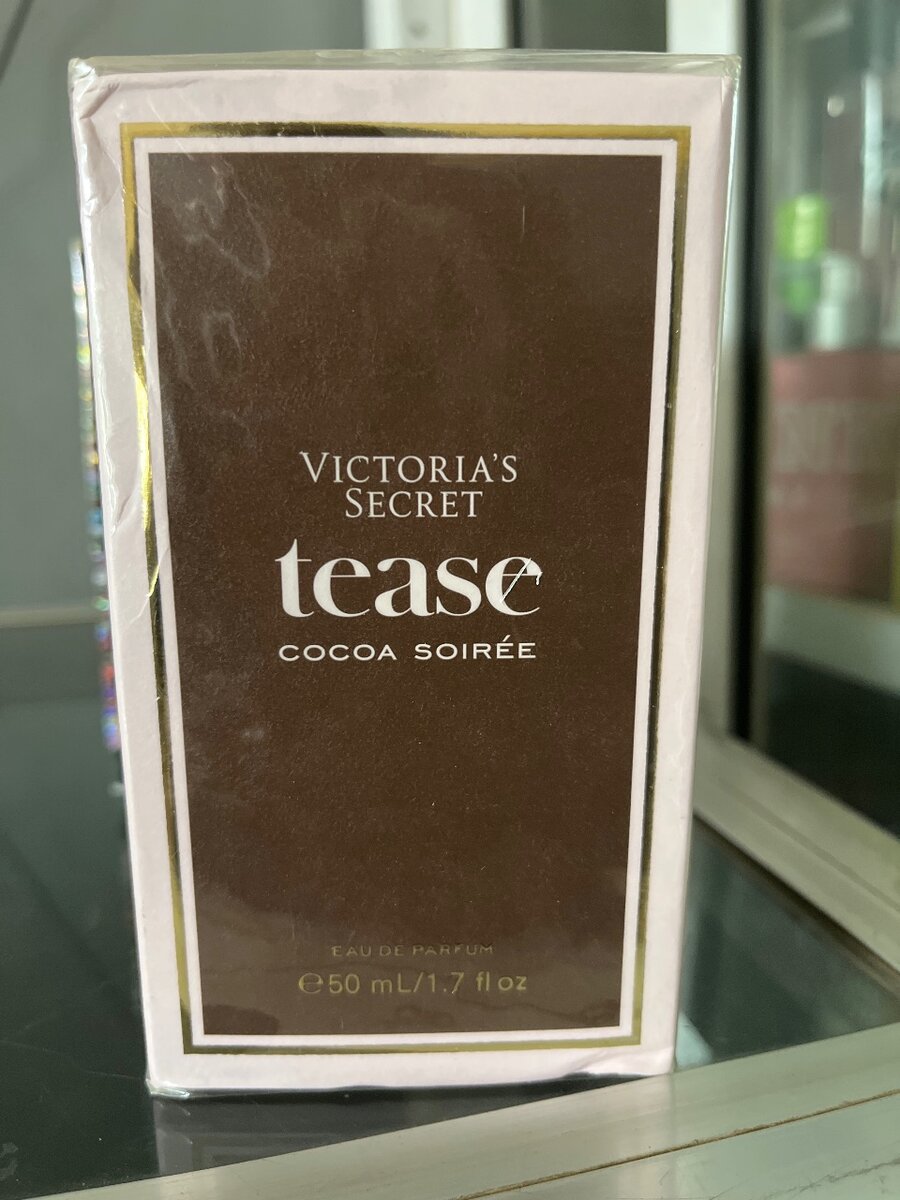 VICTORIA'S
SECRET
tease
COCOA SOIRÉE
EAU DE PARFUM
℮50 mL/1.7 fl oz